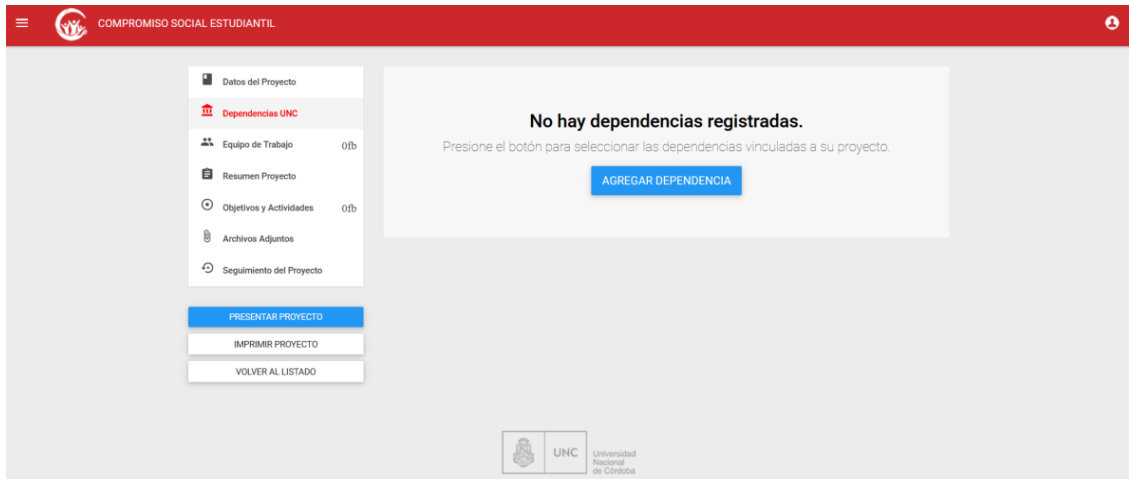 COMPROMISO SOCIAL ESTUDIANTIL
Datos del Proyecto
Dependencias UNC
Equipo de Trabajo 0fb
Resumen Proyecto
Objetivos y Actividades 0fb
Archivos Adjuntos
Seguimiento del Proyecto
PRESENTAR PROYECTO
IMPRIMIR PROYECTO
VOLVER AL LISTADO
No hay dependencias registradas.
Presione el botón para seleccionar las dependencias vinculadas a su proyecto.
AGREGAR DEPENDENCIA
UNC
Universidad
Nacional
de Córdoba